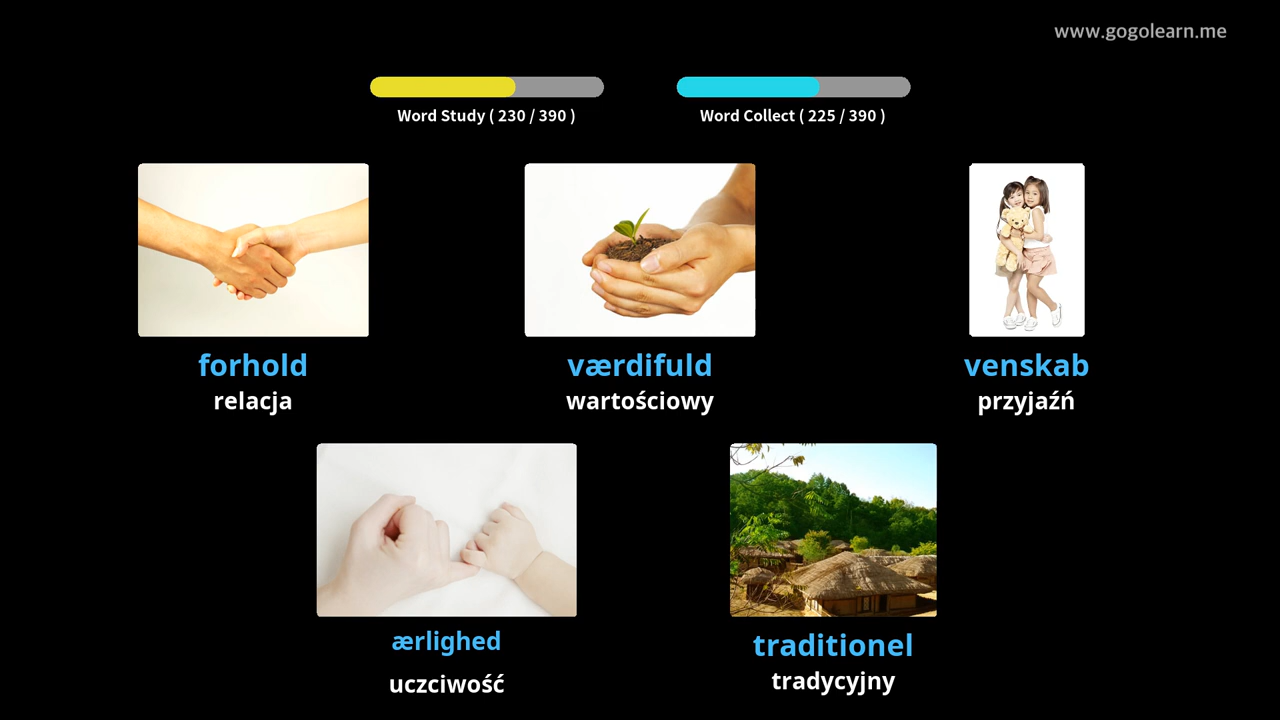 www.gogolearn.me
Word Study ( 230 / 390 )
Word Collect ( 225 / 390 )
forhold
relacja
værdifuld
wartościowy
venskab
przyjaźń
ærlighed
uczciwość
traditionel
tradycyjny